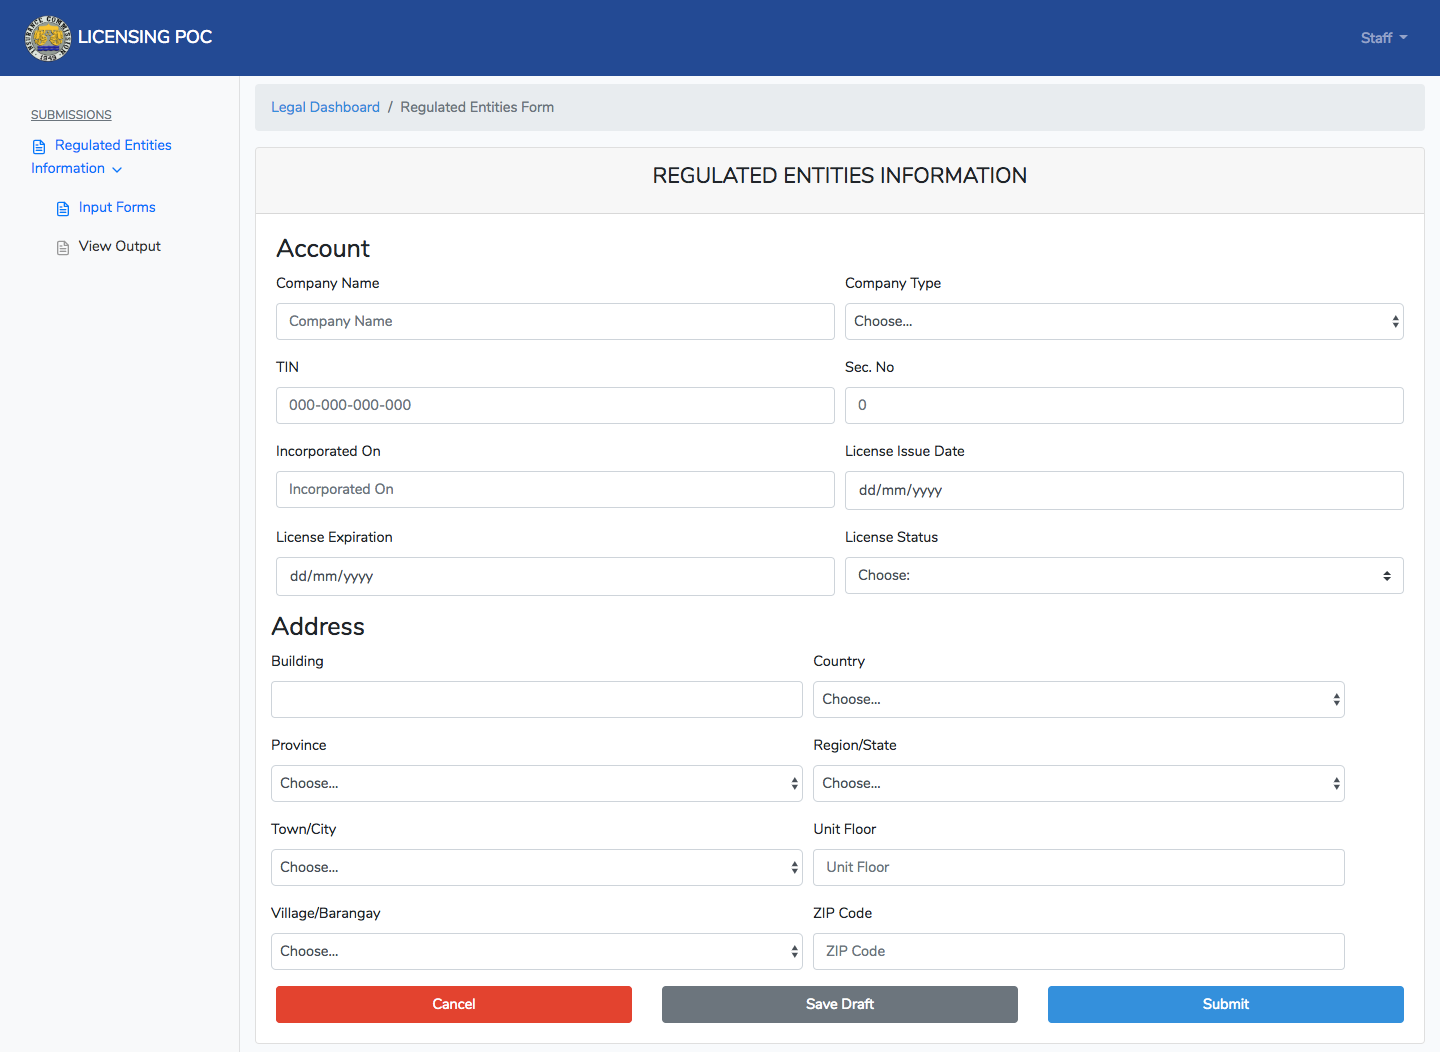 INSURANCE COMMISSION
1949
LICENSING POC
Staff
SUBMISSIONS
Regulated Entities
Information
Input Forms
View Output
Legal Dashboard / Regulated Entities Form
REGULATED ENTITIES INFORMATION
Account
Company Name
Company Type
Company Name
Choose...
TIN
Sec. No
000-000-000-000
0
Incorporated On
License Issue Date
Incorporated On
dd/mm/yyyy
License Expiration
License Status
dd/mm/yyyy
Choose:
Address
Building
Country
Choose...
Province
Region/State
Choose...
Choose...
Town/City
Unit Floor
Choose...
Unit Floor
Village/Barangay
ZIP Code
Choose...
ZIP Code
Cancel
Save Draft
Submit